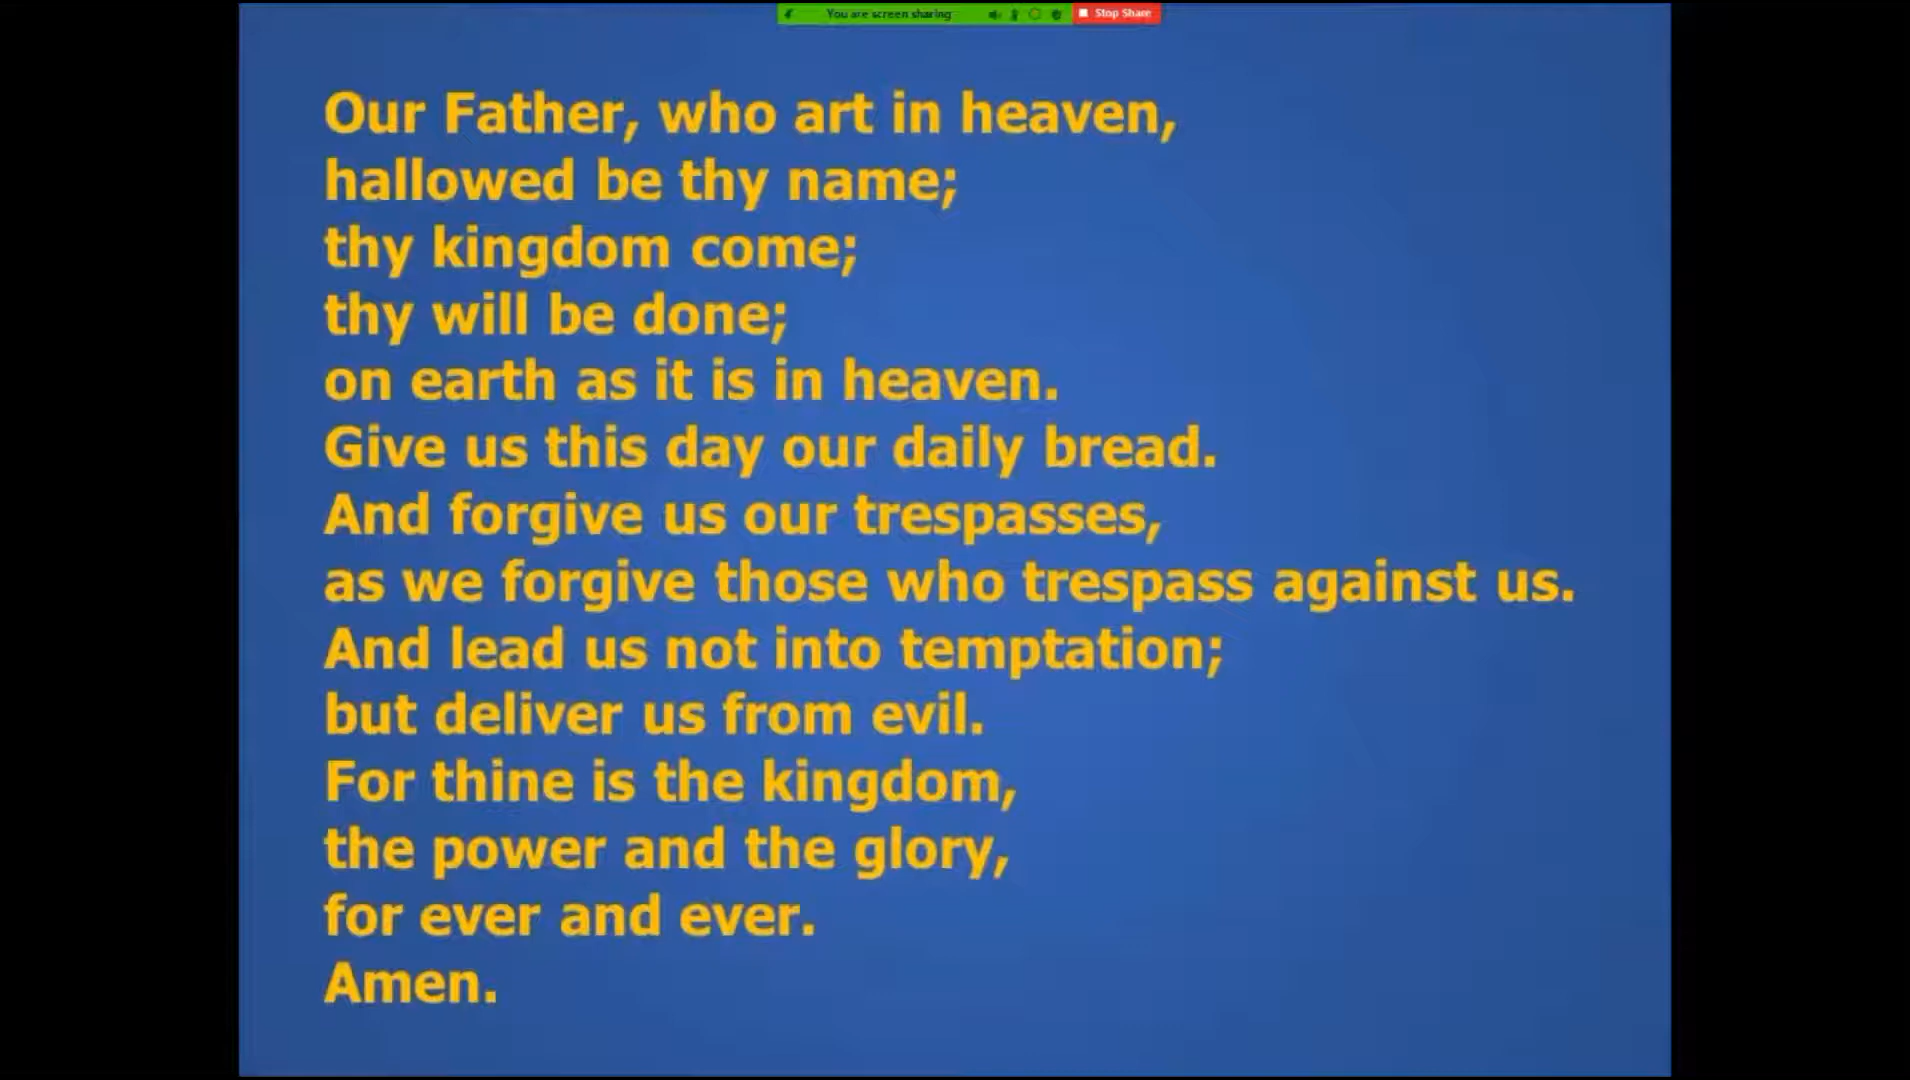 You are screen sharing Stop Share
Our Father, who art in heaven,
hallowed be thy name;
thy kingdom come;
thy will be done;
on earth as it is in heaven.
Give us this day our daily bread.
And forgive us our trespasses,
as we forgive those who trespass against us.
And lead us not into temptation;
but deliver us from evil.
For thine is the kingdom,
the power and the glory,
for ever and ever.
Amen.